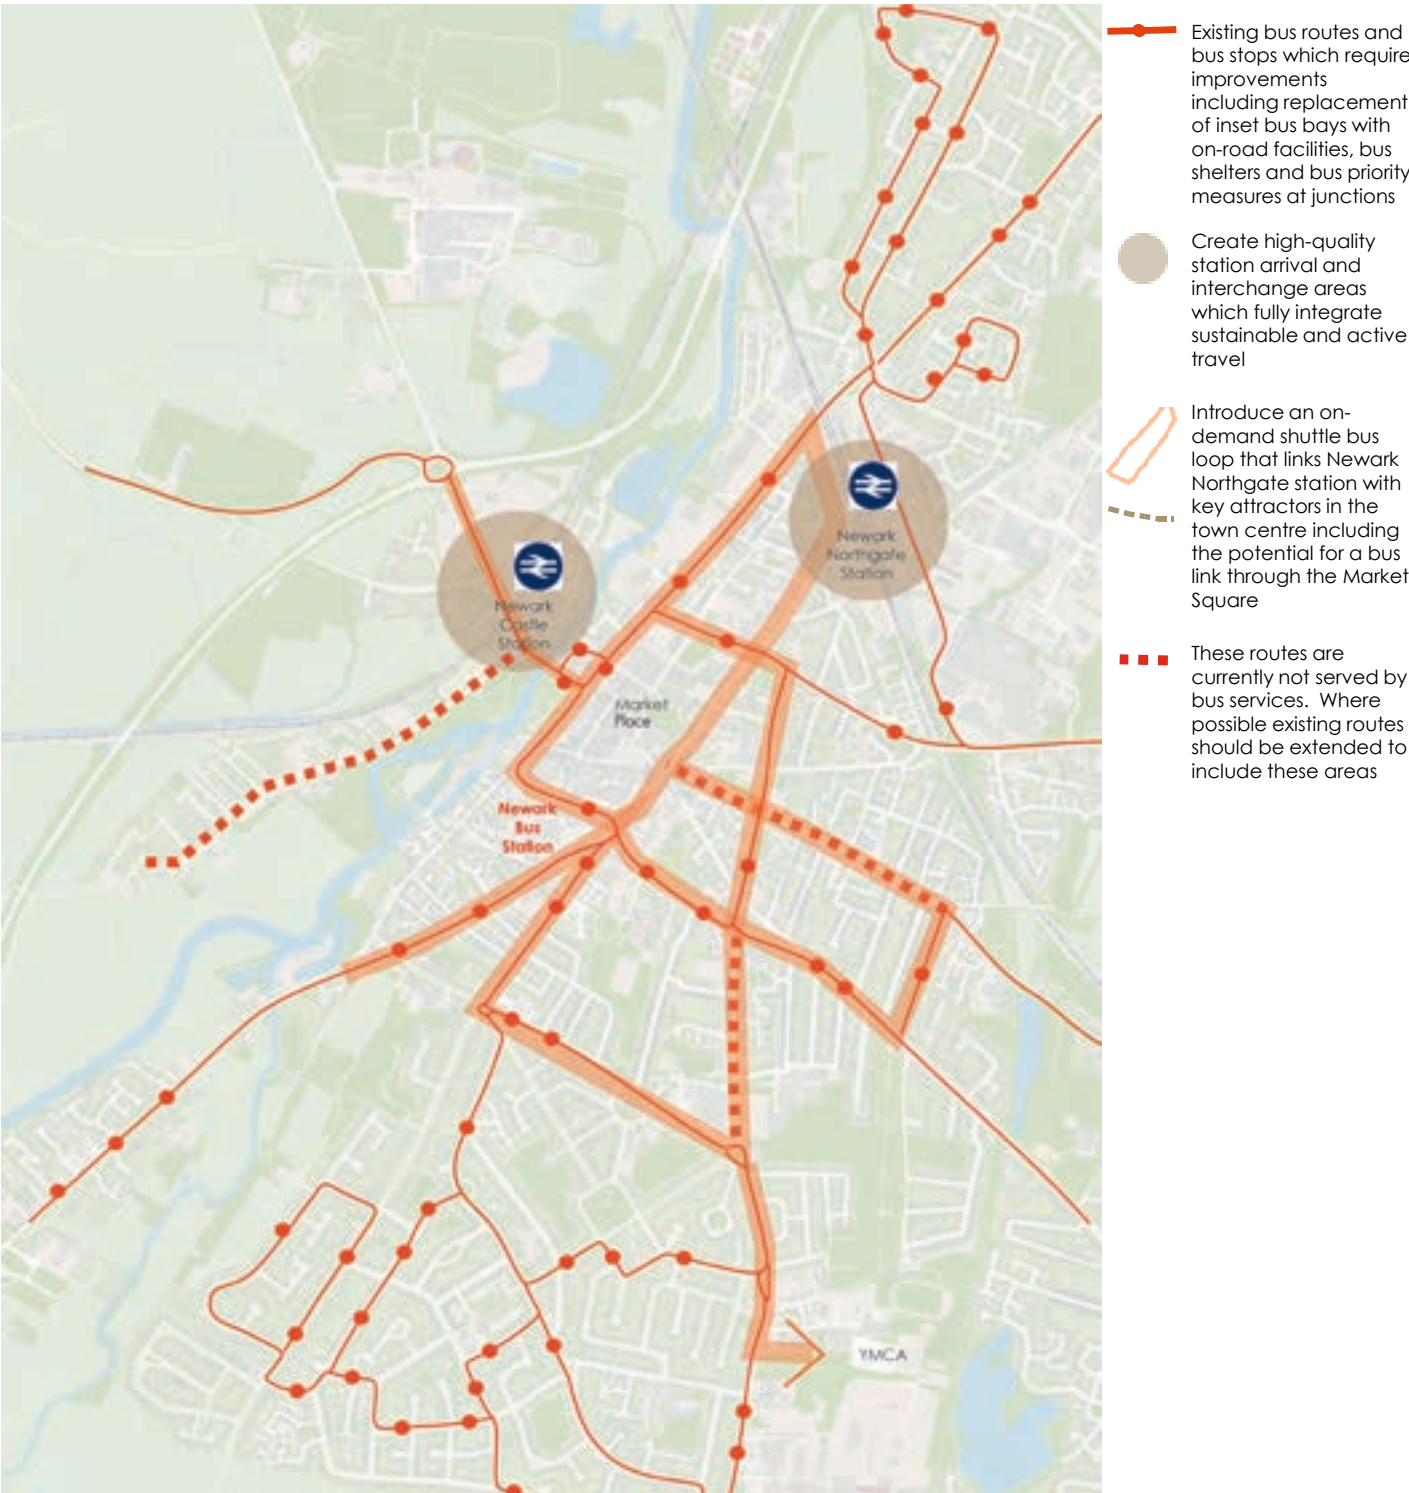 Existing bus routes and
bus stops which require
improvements
including replacement
of inset bus bays with
on-road facilities, bus
shelters and bus priority
measures at junctions
Create high-quality
station arrival and
interchange areas
which fully integrate
sustainable and active
travel
Introduce an on-
demand shuttle bus
loop that links Newark
Northgate station with
key attractors in the
town centre including
the potential for a bus
link through the Market
Square
These routes are
currently not served by
bus services. Where
possible existing routes
should be extended to
include these areas
Newark
Northgate
Station
Newark
Castle
Station
Market
Place
Newark
Bus
Station
YMCA